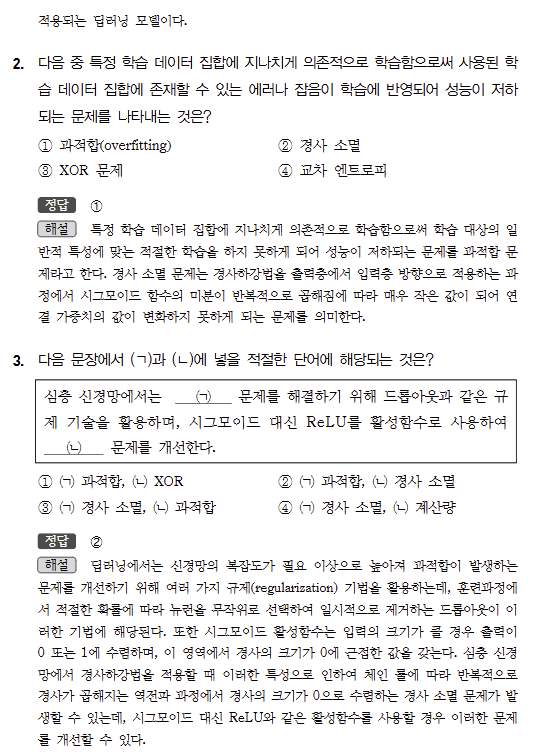 적용되는 딥러닝 모델이다.
2. 다음 중 특정 학습 데이터 집합에 지나치게 의존적으로 학습함으로써 사용된 학
습 데이터 집합에 존재할 수 있는 에러나 잡음이 학습에 반영되어 성능이 저하
되는 문제를 나타내는 것은?
① 과적합(overfitting) ② 경사 소멸
③ XOR 문제 ④ 교차 엔트로피
정답 ①
해설 특정 학습 데이터 집합에 지나치게 의존적으로 학습함으로써 학습 대상의 일
반적 특성에 맞는 적절한 학습을 하지 못하게 되어 성능이 저하되는 문제를 과적합 문
제라고 한다. 경사 소멸 문제는 경사하강법을 출력층에서 입력층 방향으로 적용하는 과
정에서 시그모이드 함수의 미분이 반복적으로 곱해짐에 따라 매우 작은 값이 되어 연
결 가중치의 값이 변화하지 못하게 되는 문제를 의미한다.
3. 다음 문장에서 (ㄱ)과 (ㄴ)에 넣을 적절한 단어에 해당되는 것은?
심층 신경망에서는 ___㈀___ 문제를 해결하기 위해 드롭아웃과 같은 규
제 기술을 활용하며, 시그모이드 대신 ReLU를 활성함수로 사용하여
___㈁___ 문제를 개선한다.
① ㈀ 과적합, ㈁ XOR ② ㈀ 과적합, ㈁ 경사 소멸
③ ㈀ 경사 소멸, ㈁ 과적합 ④ ㈀ 경사 소멸, ㈁ 계산량
정답 ②
해설 딥러닝에서는 신경망의 복잡도가 필요 이상으로 높아져 과적합이 발생하는
문제를 개선하기 위해 여러 가지 규제(regularization) 기법을 활용하는데, 훈련과정에
서 적절한 확률에 따라 뉴런을 무작위로 선택하여 일시적으로 제거하는 드롭아웃이 이
러한 기법에 해당된다. 또한 시그모이드 활성함수는 입력의 크기가 클 경우 출력이
0 또는 1에 수렴하며, 이 영역에서 경사의 크기가 0에 근접한 값을 갖는다. 심층 신경
망에서 경사하강법을 적용할 때 이러한 특성으로 인하여 체인 룰에 따라 반복적으로
경사가 곱해지는 역전파 과정에서 경사의 크기가 0으로 수렴하는 경사 소멸 문제가 발
생할 수 있는데, 시그모이드 대신 ReLU와 같은 활성함수를 사용할 경우 이러한 문제
를 개선할 수 있다.